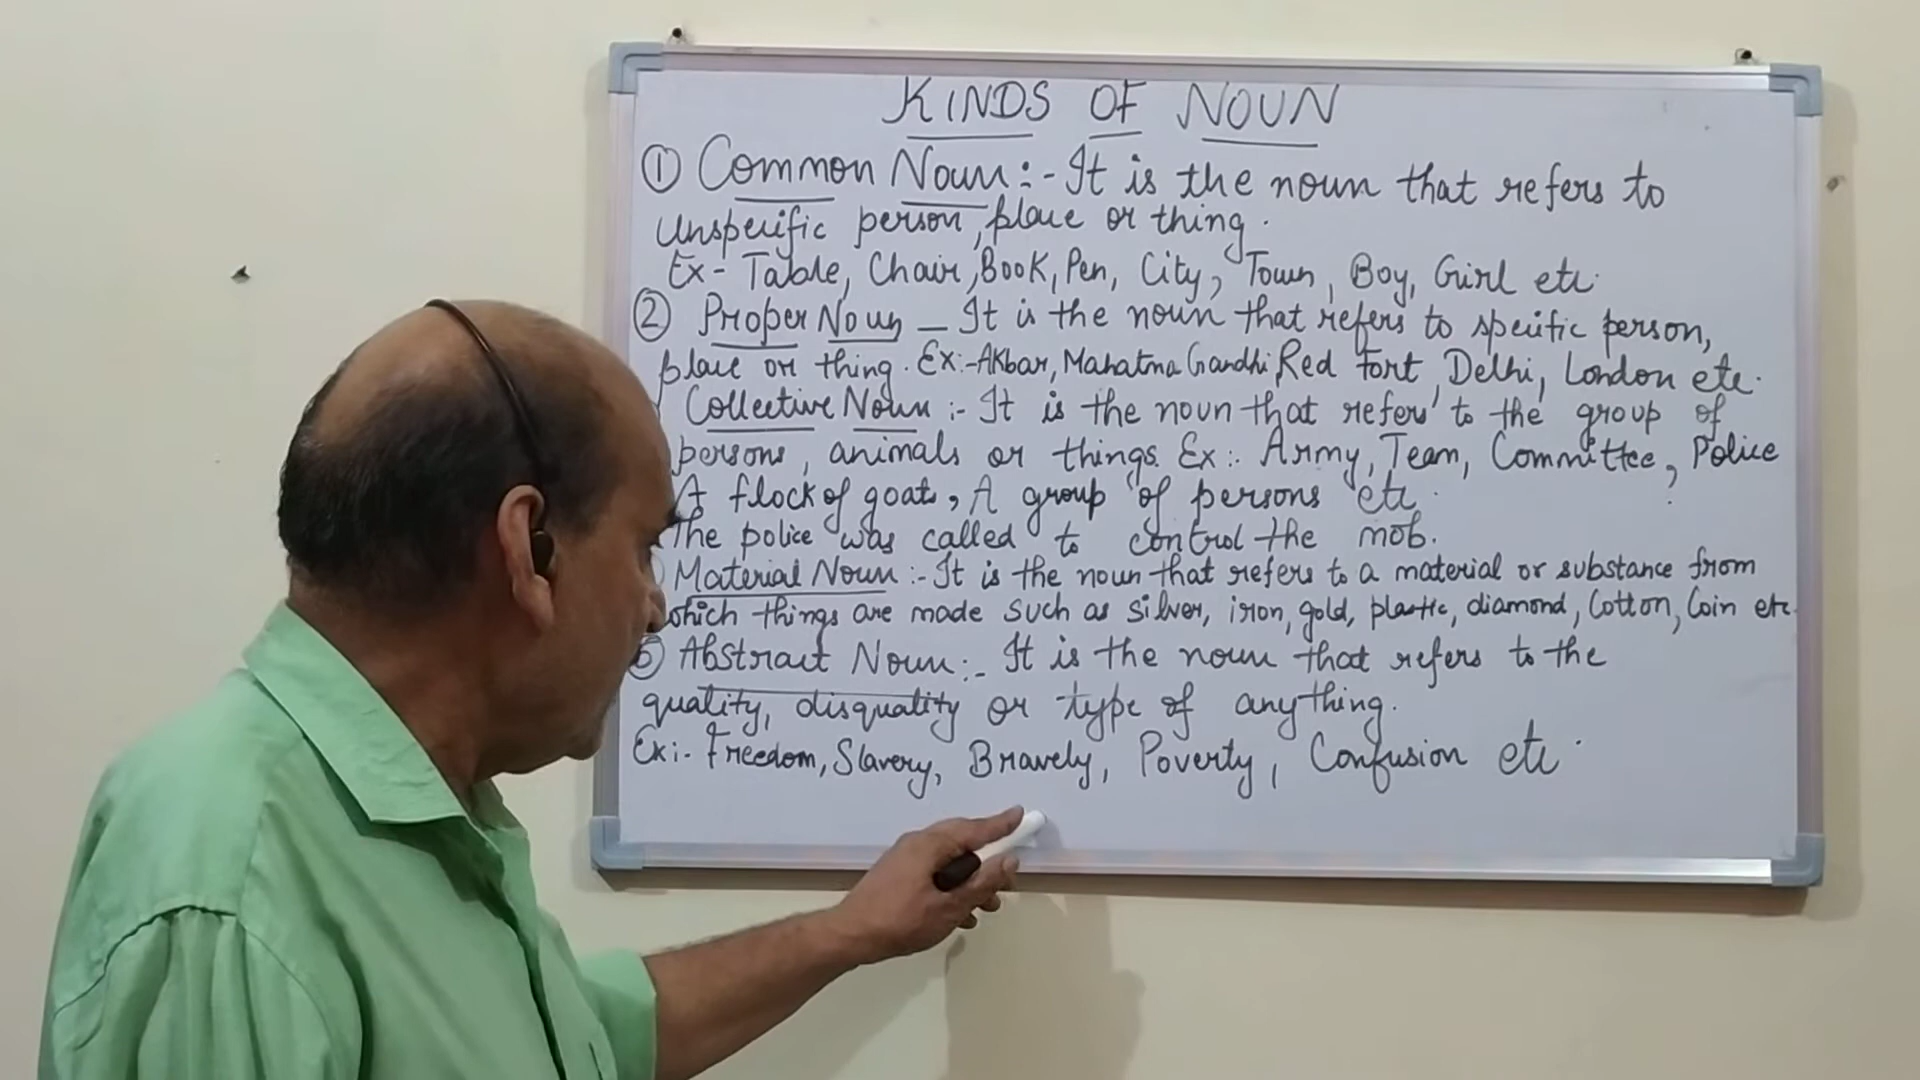 KINDS OF NOUN
① Common Noun:- It is the noun that refers to
Unspecific person, place or thing.
Ex- Table, Chair, Book, Pen, City, Town, Boy, Girl etc.
② Proper Noun – It is the noun that refers to specific person,
place or thing. Ex:- Akbar, Mahatma Gandhi, Red Fort, Delhi, London etc.
Collective Noun :- It is the noun that refers to the group of
persons, animals or things. Ex:- Army, Team, Committee, Police
A flock of goats, A group of persons etc.
The police was called to control the mob.
Material Noun :- It is the noun that refers to a material or substance from
which things are made such as silver, iron, gold, plastic, diamond, Cotton, Coin etc.
⑤ Abstract Noun:- It is the noun that refers to the
quality, disquality or type of anything.
Ex:- Freedom, Slavery, Bravely, Poverty, Confusion etc.